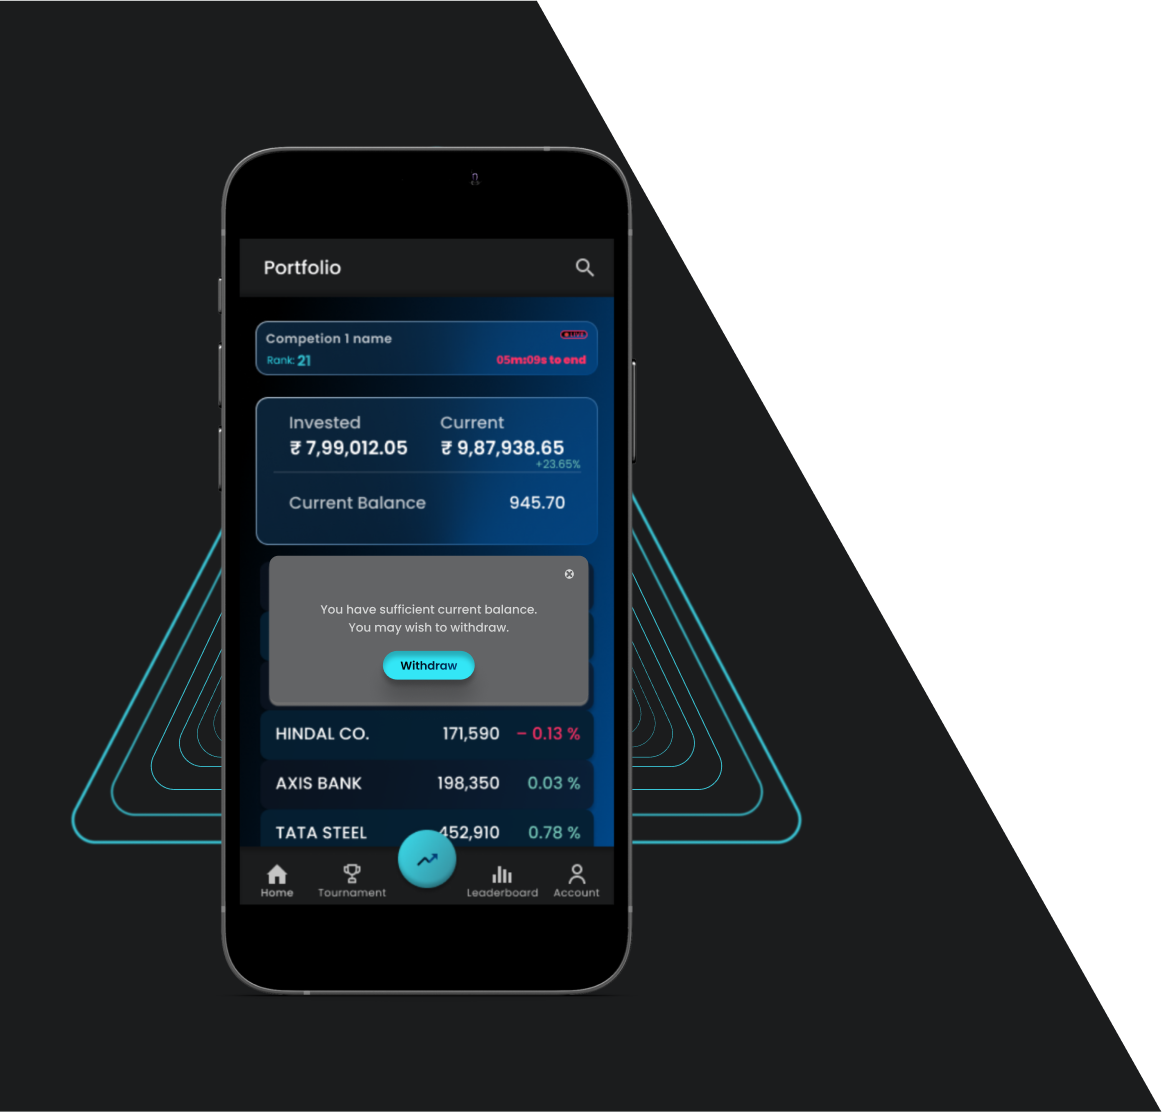 Portfolio
Competion 1 name
LIVE
Rank: 21
05m:09s to end
Invested
Current
₹ 7,99,012.05
₹ 9,87,938.65
+23.65%
Current Balance
945.70
You have sufficient current balance.
You may wish to withdraw.
Withdraw
HINDAL CO. 171,590 – 0.13 %
AXIS BANK 198,350 0.03 %
TATA STEEL 452,910 0.78 %
Home
Tournament
Leaderboard
Account